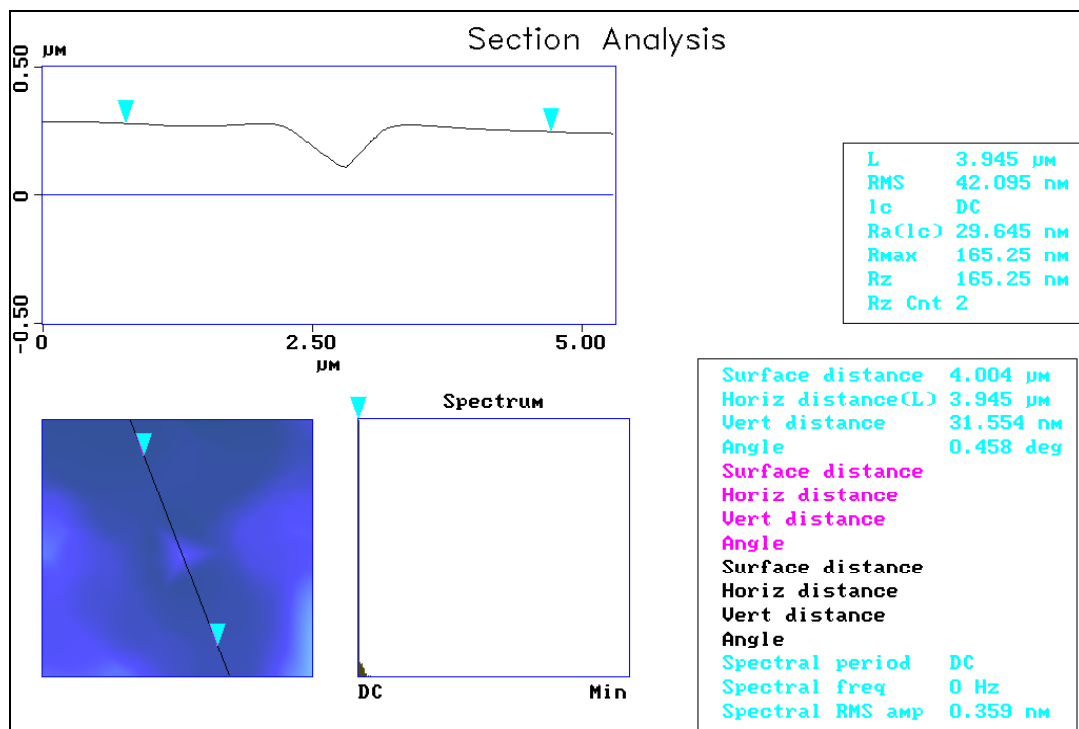 Section Analysis
µM
0.50
0
-0.50
0
2.50
5.00
µM
L 3.945 µM
RMS 42.095 nM
lc DC
Ra(lc) 29.645 nM
RMax 165.25 nM
Rz 165.25 nM
Rz Cnt 2
Spectrum
DC
Min
Surface distance 4.004 µM
Horiz distance(L) 3.945 µM
Vert distance 31.554 nM
Angle 0.458 deg
Surface distance
Horiz distance
Vert distance
Angle
Surface distance
Horiz distance
Vert distance
Angle
Spectral period DC
Spectral freq 0 Hz
Spectral RMS amp 0.359 nM